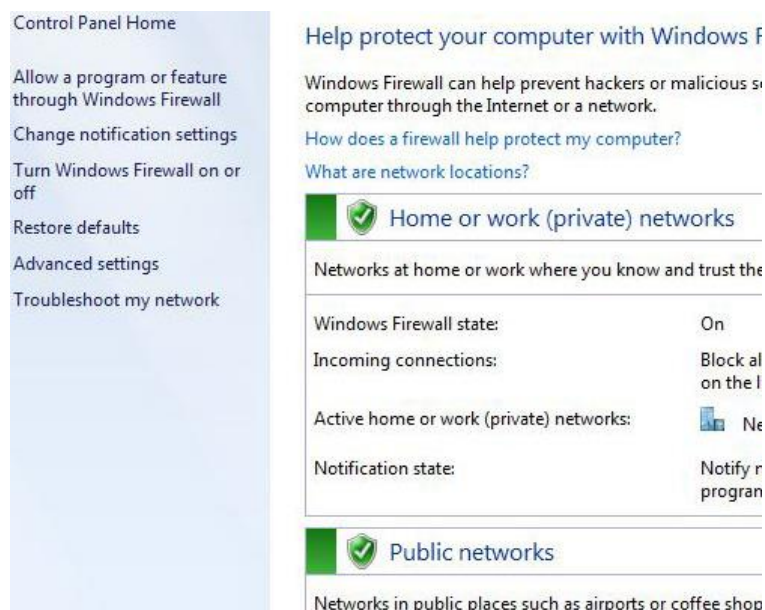 Control Panel Home
Allow a program or feature
through Windows Firewall
Change notification settings
Turn Windows Firewall on or
off
Restore defaults
Advanced settings
Troubleshoot my network
Help protect your computer with Windows
Windows Firewall can help prevent hackers or malicious
computer through the Internet or a network.
How does a firewall help protect my computer?
What are network locations?
Home or work (private) networks
Networks at home or work where you know and trust the
Windows Firewall state: On
Incoming connections: Block
on the
Active home or work (private) networks:
Notification state: Notify
Public networks
Networks in public places such as airports or coffee